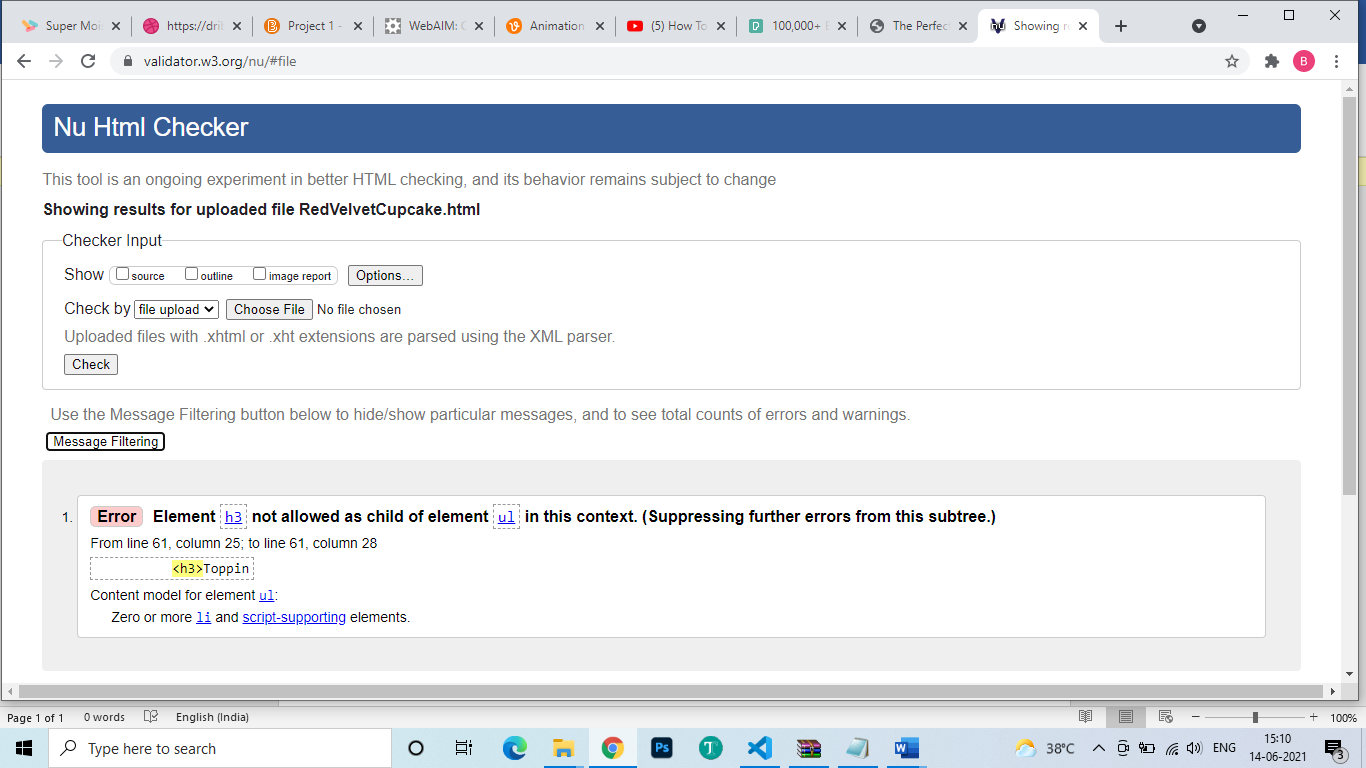 Super Moi
https://dril
Project 1 -
WebAIM: C
Animation
(5) How To
100,000+ E
The Perfec
Showing re
validator.w3.org/nu/#file
B
Nu Html Checker
This tool is an ongoing experiment in better HTML checking, and its behavior remains subject to change
Showing results for uploaded file RedVelvetCupcake.html
Checker Input
Show source outline image report Options...
Check by file upload Choose File No file chosen
Uploaded files with .xhtml or .xht extensions are parsed using the XML parser.
Check
Use the Message Filtering button below to hide/show particular messages, and to see total counts of errors and warnings.
Message Filtering
1. Error Element h3 not allowed as child of element ul in this context. (Suppressing further errors from this subtree.)
From line 61, column 25; to line 61, column 28
<h3>Toppin
Content model for element ul:
Zero or more li and script-supporting elements.
Page 1 of 1 0 words English (India) 100%
Type here to search
Ps
T
W
38°C
ENG
15:10
14-06-2021
3